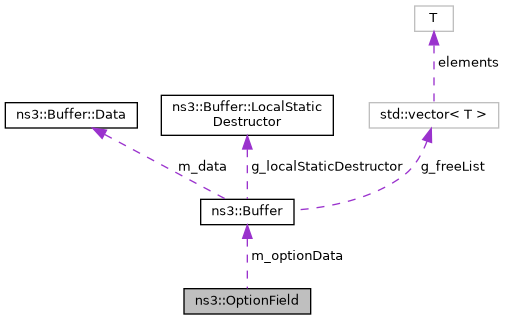 T
elements
ns3::Buffer::Data
ns3::Buffer::LocalStatic
Destructor
std::vector< T >
m_data
g_localStaticDestructor
g_freeList
ns3::Buffer
m_optionData
ns3::OptionField